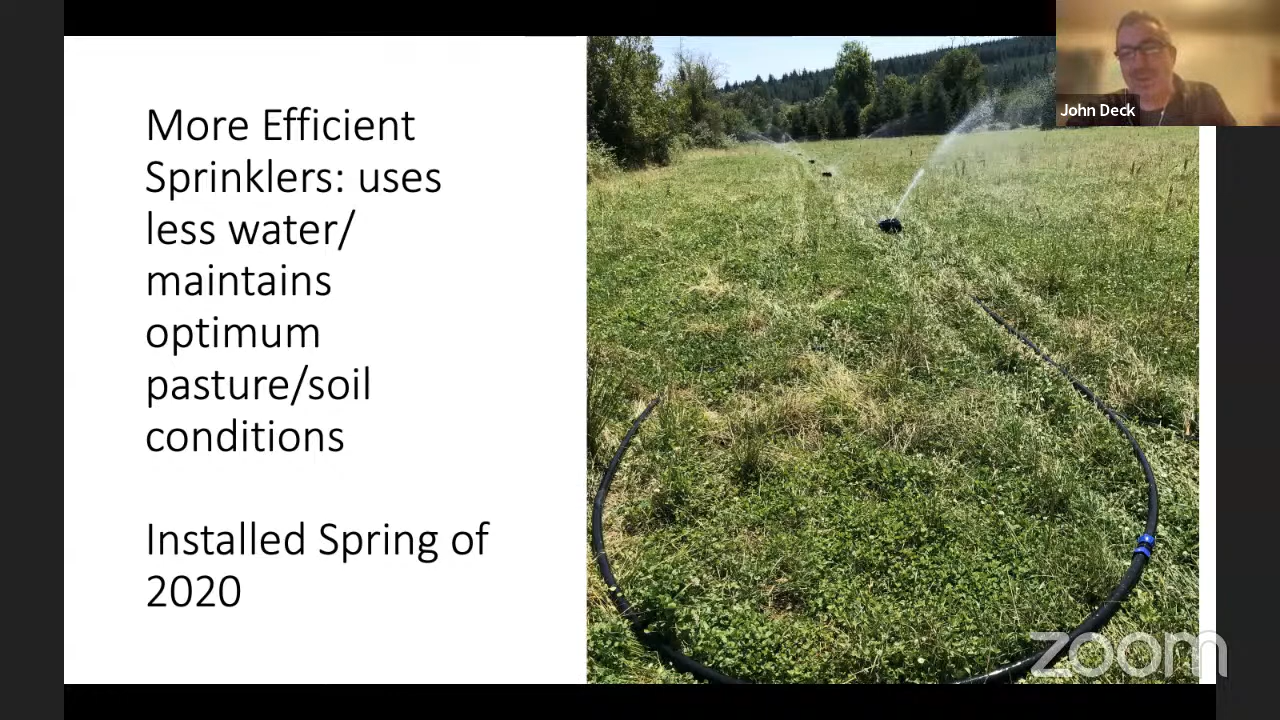 More Efficient
Sprinklers: uses
less water/
maintains
optimum
pasture/soil
conditions
Installed Spring of
2020
John Deck
zoom